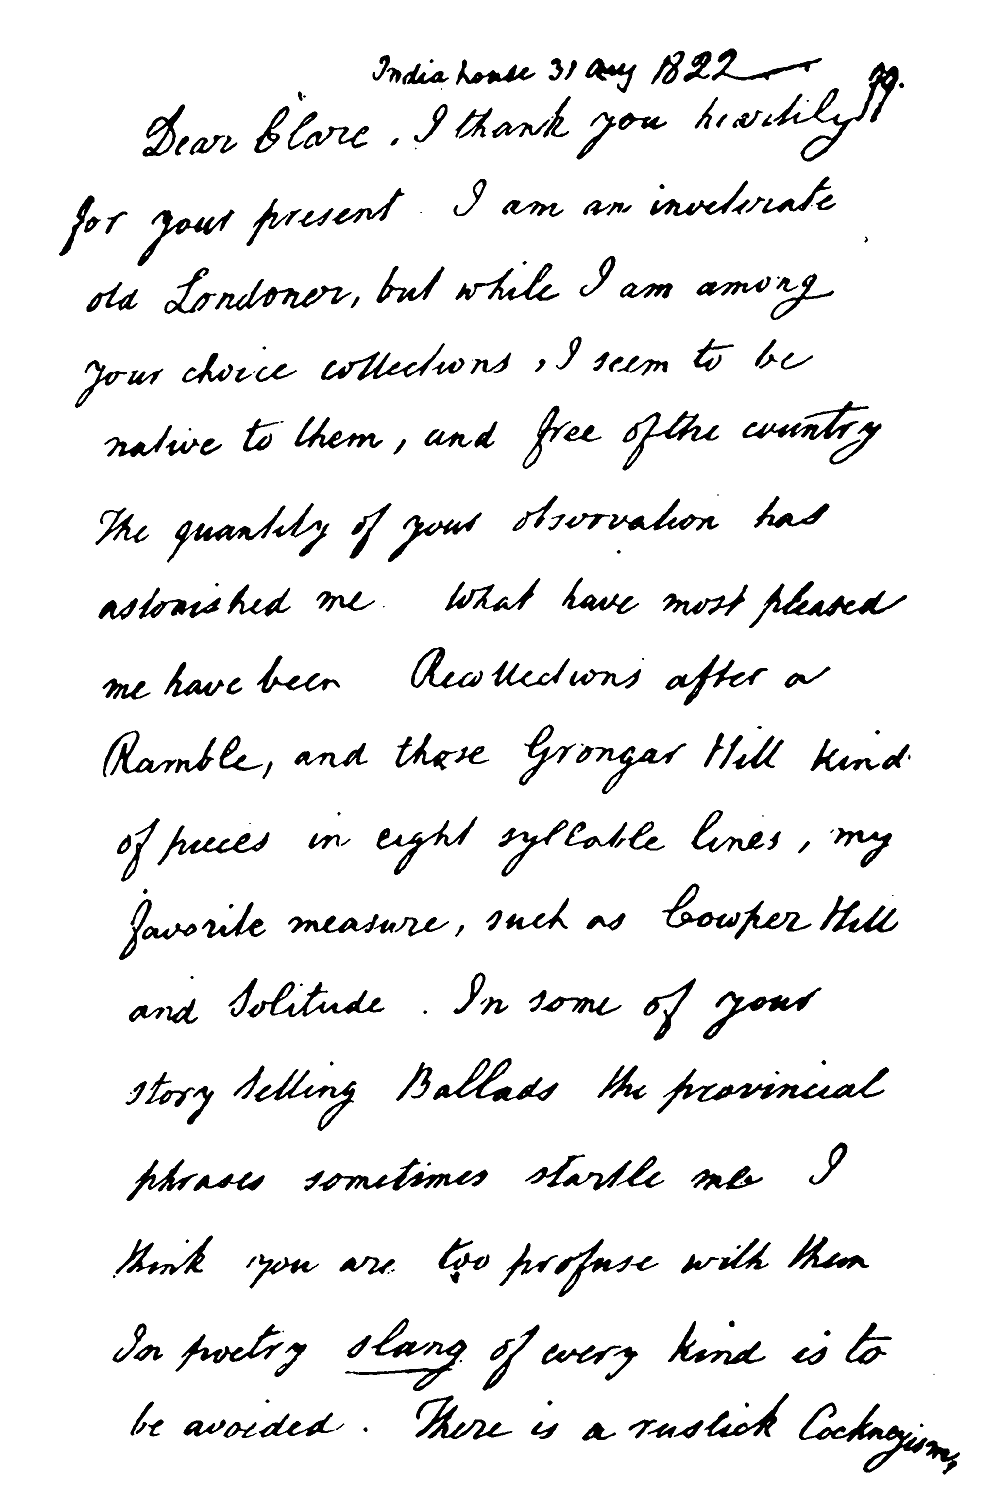 India house 31 Aug 1822
Dear Clare. I thank you heartily
for your present I am an inveterate
old Londoner, but while I am among
your choice collections, I seem to be
native to them, and free of the country
The quantity of your observation has
astonished me. What have most pleased
me have been Recollections after a
Ramble, and those Grongar Hill kind
of pieces in eight syllable lines, my
favorite measure, such as Cowper Hill
and Solitude. In some of your
story telling Ballads the provincial
phrases sometimes startle me I
think you are too profuse with them
In poetry slang of every kind is to
be avoided. There is a rustick Cockneyism,